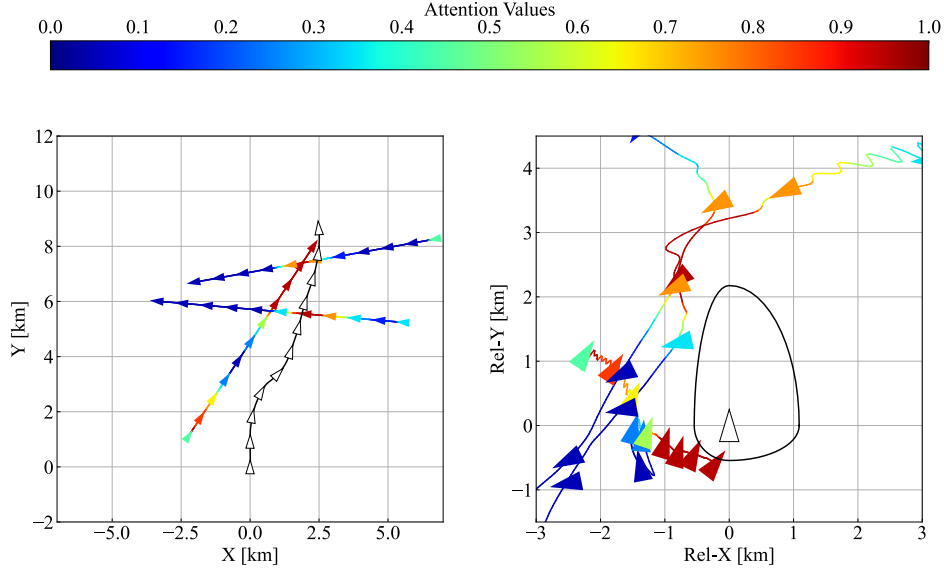 Attention Values
0.0 0.1 0.2 0.3 0.4 0.5 0.6 0.7 0.8 0.9 1.0
12
10
8
6
4
2
0
−2
Y [km]
−5.0 −2.5 0.0 2.5 5.0
X [km]
4
3
2
1
0
−1
Rel-Y [km]
−3 −2 −1 0 1 2 3
Rel-X [km]